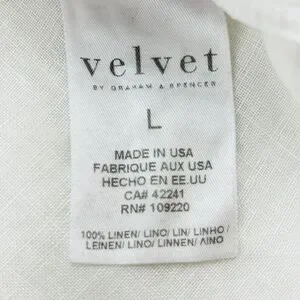 velvet
BY GRAHAM & SPENCER
L
MADE IN USA
FABRIQUE AUX USA
HECHO EN EE.UU
CA# 42241
RN# 109220
100% LINEN/ LINO/ LIN/ LINHO/
LEINEN/ LINO/ LINNEN/ ΛΙΝΟ